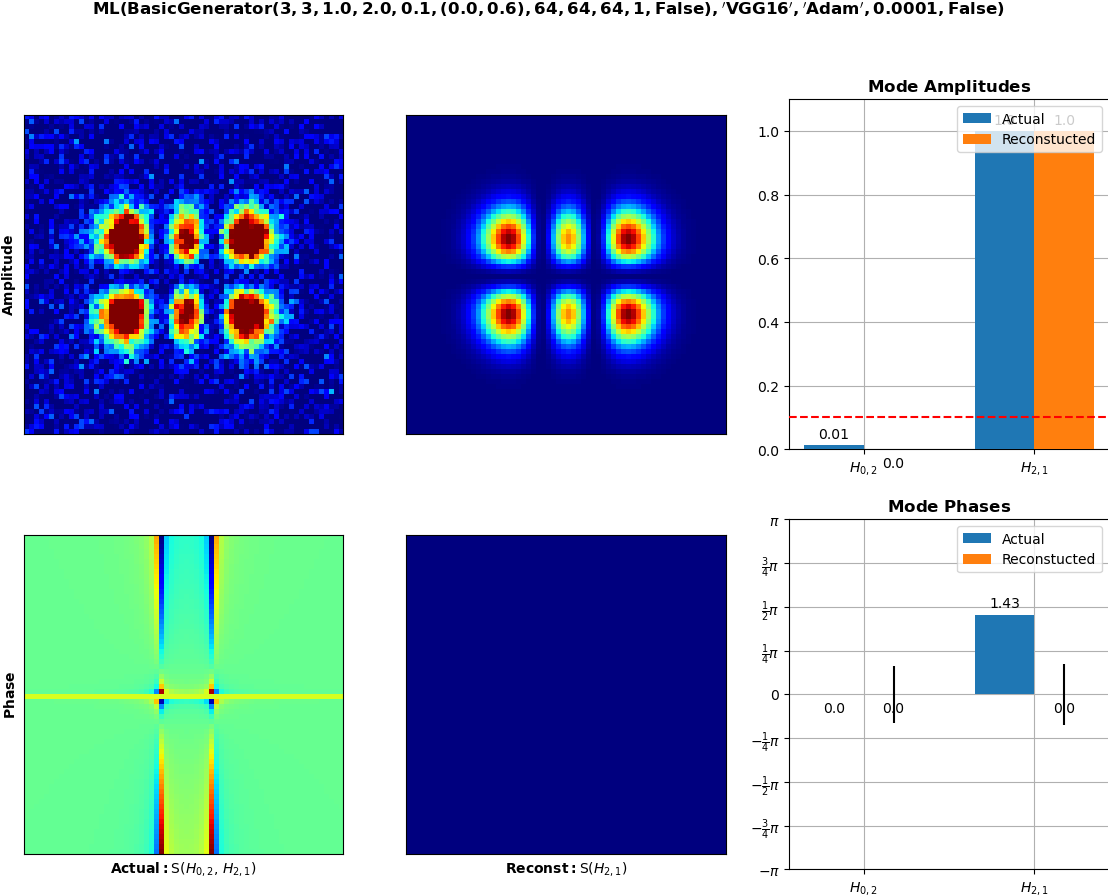 ML(BasicGenerator(3, 3, 1.0, 2.0, 0.1, (0.0, 0.6), 64, 64, 64, 1, False), 'VGG16', 'Adam', 0.0001, False)
Amplitude
Mode Amplitudes
Actual
Reconstucted
1.0
1.0
0.8
0.6
0.4
0.2
0.0
0.01
0.0
H0, 2
H2, 1
Phase
Actual: S(H0, 2, H2, 1)
Reconst: S(H2, 1)
Mode Phases
Actual
Reconstucted
π
3/4π
1/2π
1/4π
0
−1/4π
−1/2π
−3/4π
−π
0.0
0.0
1.43
0.0
H0, 2
H2, 1